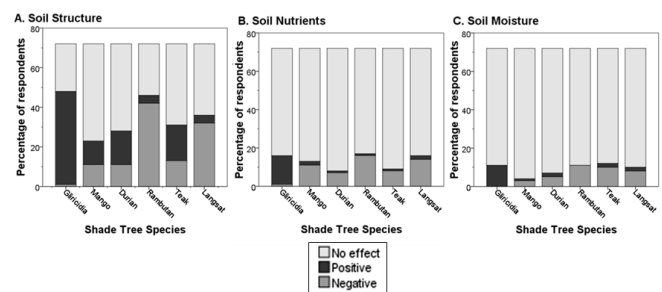 A. Soil Structure
80
60
40
20
0
Percentage of respondents
Gliricidia
Mango
Durian
Rambutan
Teak
Langsat
Shade Tree Species
B. Soil Nutrients
80
60
40
20
0
Percentage of respondents
Gliricidia
Mango
Durian
Rambutan
Teak
Langsat
Shade Tree Species
C. Soil Moisture
80
60
40
20
0
Percentage of respondents
Gliricidia
Mango
Durian
Rambutan
Teak
Langsat
Shade Tree Species
No effect
Positive
Negative